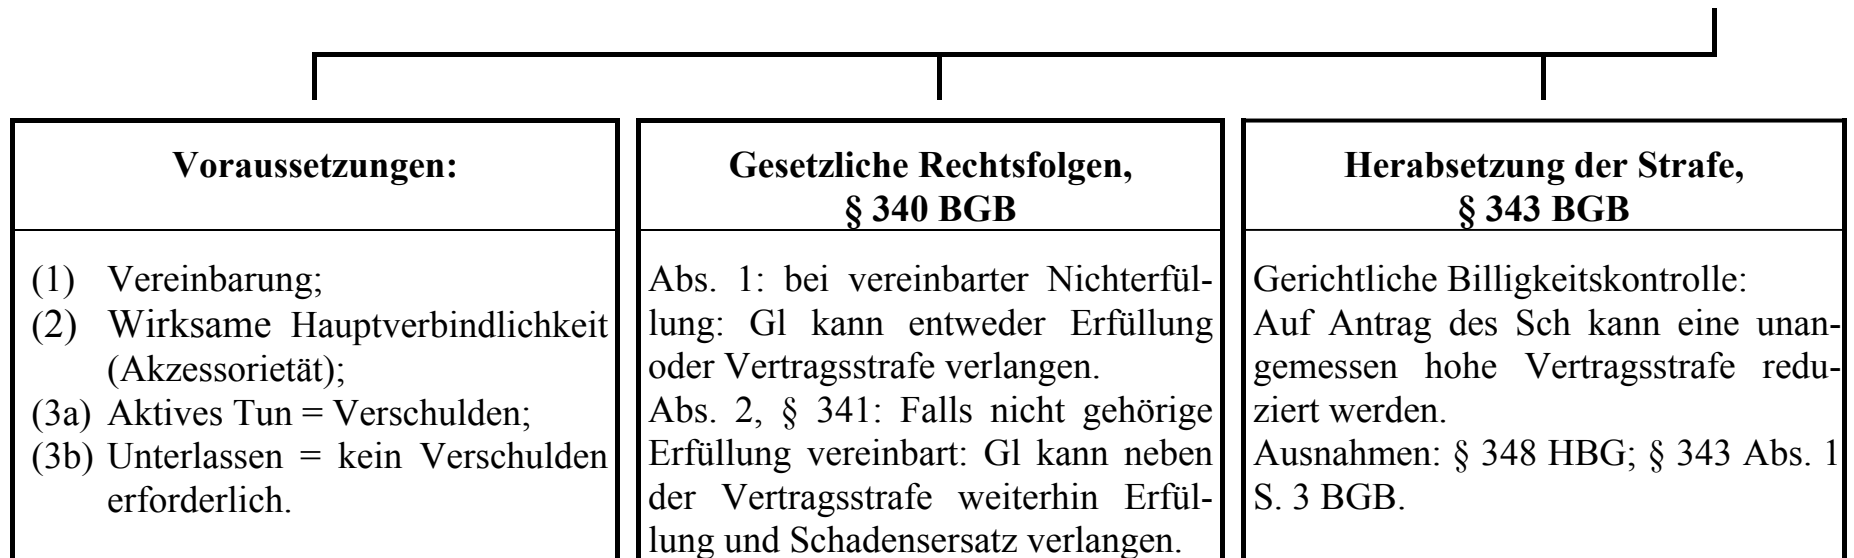 Voraussetzungen:
(1) Vereinbarung;
(2) Wirksame Hauptverbindlichkeit
(Akzessorietät);
(3a) Aktives Tun = Verschulden;
(3b) Unterlassen = kein Verschulden
erforderlich.
Gesetzliche Rechtsfolgen,
§ 340 BGB
Abs. 1: bei vereinbarter Nichterfül-
lung: Gl kann entweder Erfüllung
oder Vertragsstrafe verlangen.
Abs. 2, § 341: Falls nicht gehörige
Erfüllung vereinbart: Gl kann neben
der Vertragsstrafe weiterhin Erfül-
lung und Schadensersatz verlangen.
Herabsetzung der Strafe,
§ 343 BGB
Gerichtliche Billigkeitskontrolle:
Auf Antrag des Sch kann eine unan-
gemessen hohe Vertragsstrafe redu-
ziert werden.
Ausnahmen: § 348 HBG; § 343 Abs. 1
S. 3 BGB.